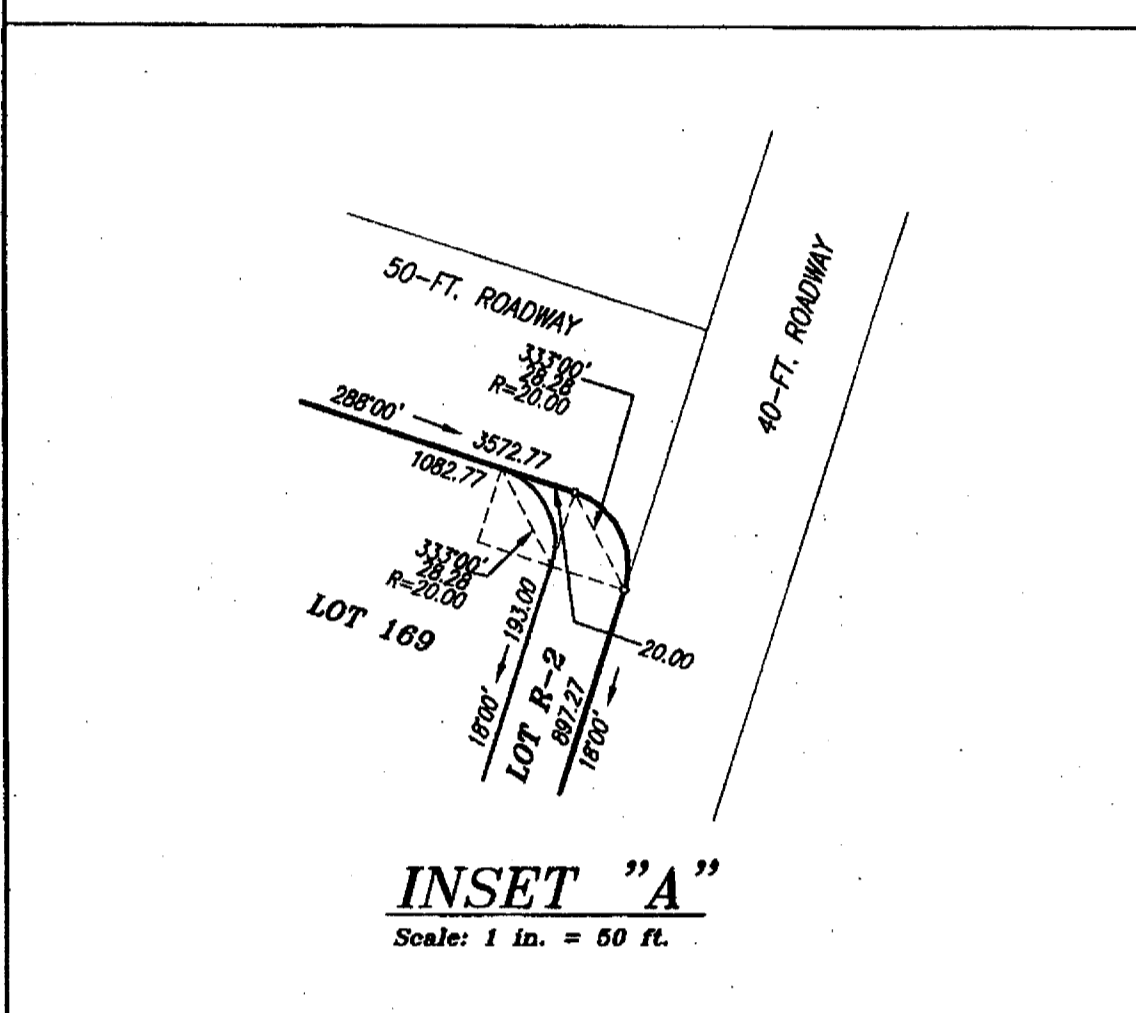 50-FT. ROADWAY
40-FT. ROADWAY
333°00'
28.28
R=20.00
288°00'
3572.77
1082.77
333°00'
28.28
R=20.00
LOT 169
193.00
18°00'
LOT R-2
897.27
18°00'
20.00
INSET "A"
Scale: 1 in. = 50 ft.